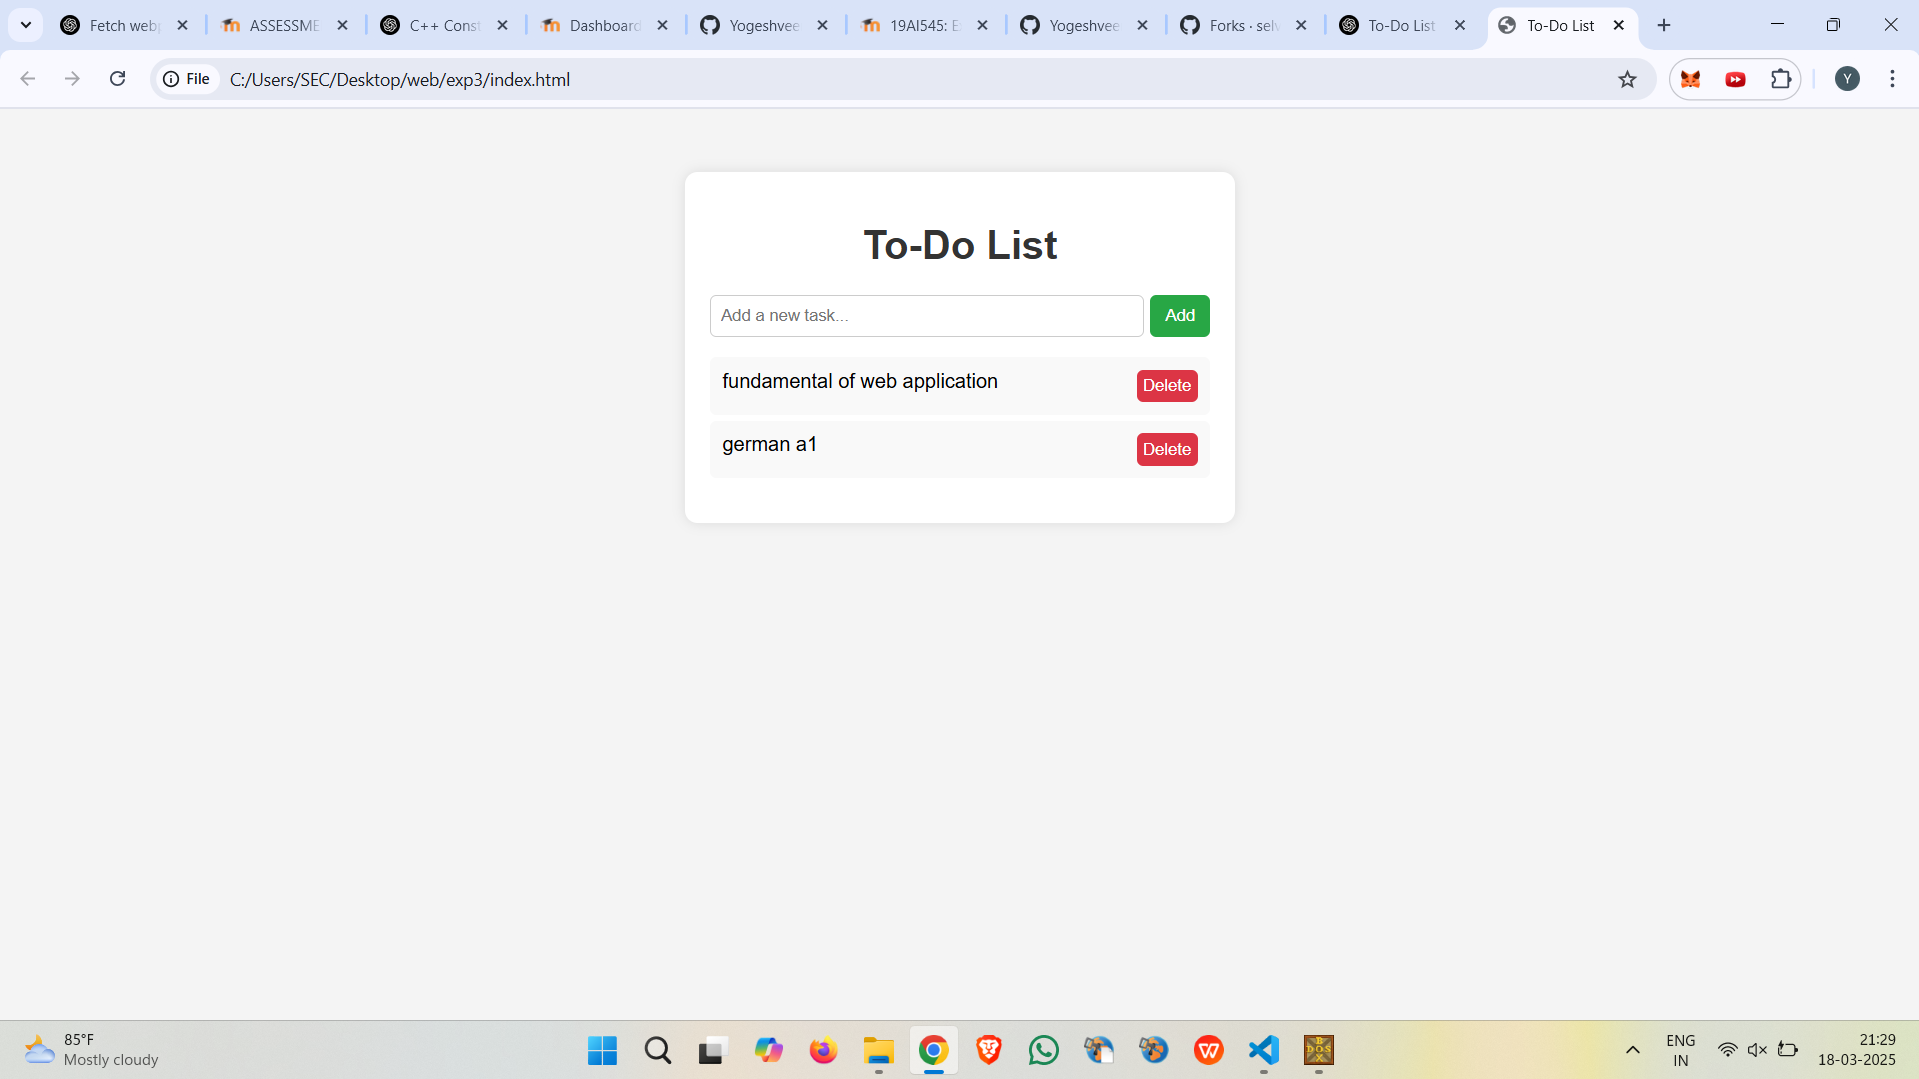 Fetch web
ASSESSME
C++ Const
Dashboard
Yogeshvee
19AI545: E
Yogeshvee
Forks · selv
To-Do List
To-Do List
File
C:/Users/SEC/Desktop/web/exp3/index.html
Y
To-Do List
Add a new task...
Add
fundamental of web application
Delete
german a1
Delete
85°F
Mostly cloudy
ENG
IN
21:29
18-03-2025